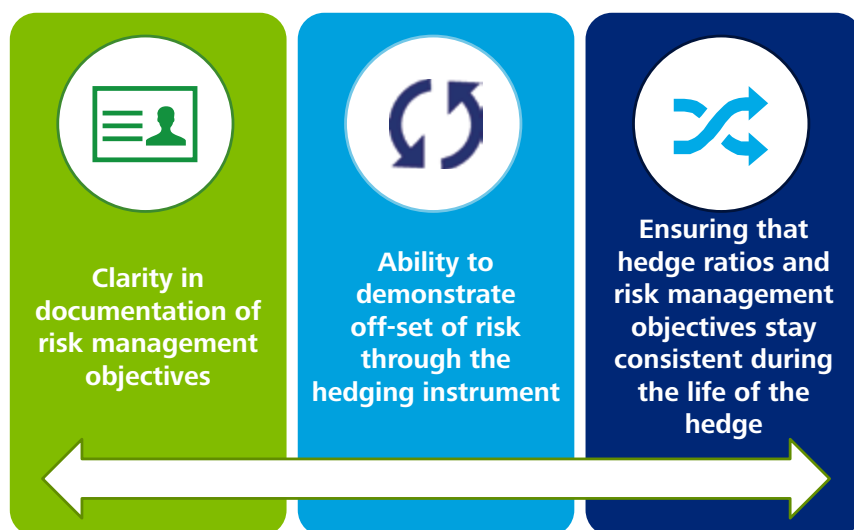 Clarity in
documentation of
risk management
objectives
Ability to
demonstrate
off-set of risk
through the
hedging instrument
Ensuring that
hedge ratios and
risk management
objectives stay
consistent during
the life of the
hedge